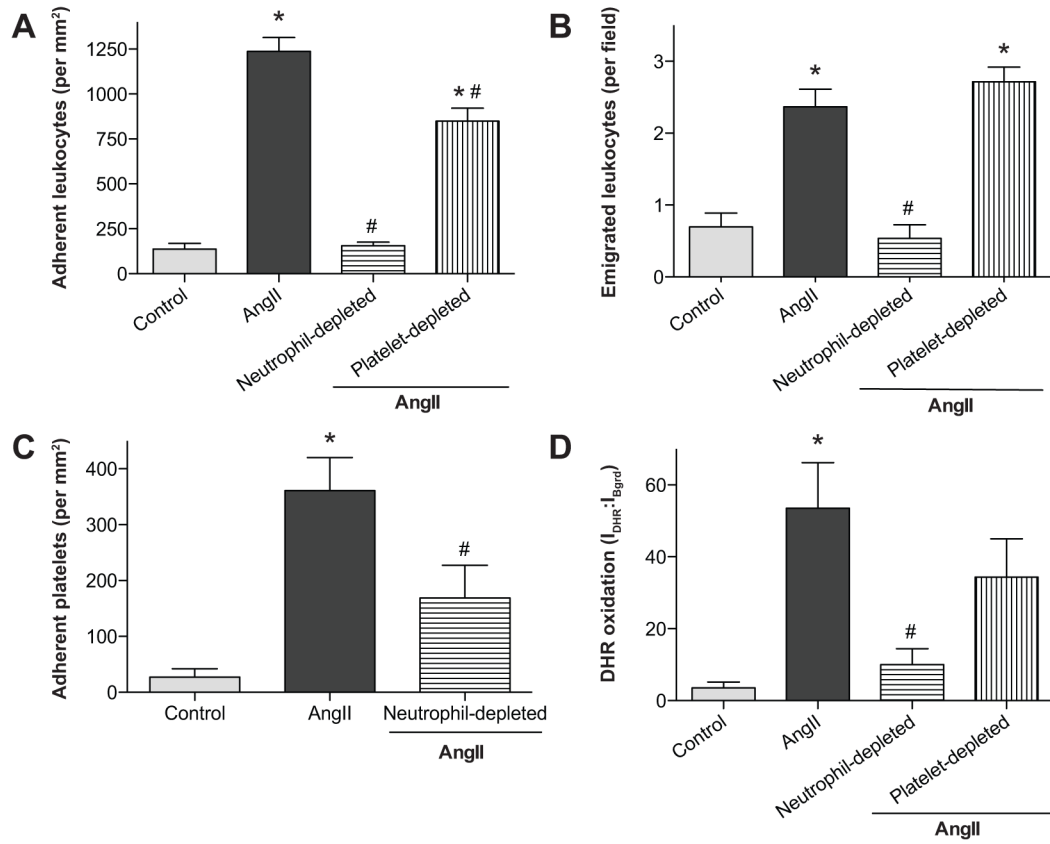 A
Adherent leukocytes (per mm²)
1250
1000
750
500
250
0
*
#
* #
Control
AngII
Neutrophil-depleted
Platelet-depleted
AngII
B
Emigrated leukocytes (per field)
3
2
1
0
*
#
*
Control
AngII
Neutrophil-depleted
Platelet-depleted
AngII
C
Adherent platelets (per mm²)
400
300
200
100
0
*
#
Control
AngII
Neutrophil-depleted
AngII
D
DHR oxidation (I_DHR:I_Bgrd)
60
40
20
0
*
#
Control
AngII
Neutrophil-depleted
Platelet-depleted
AngII